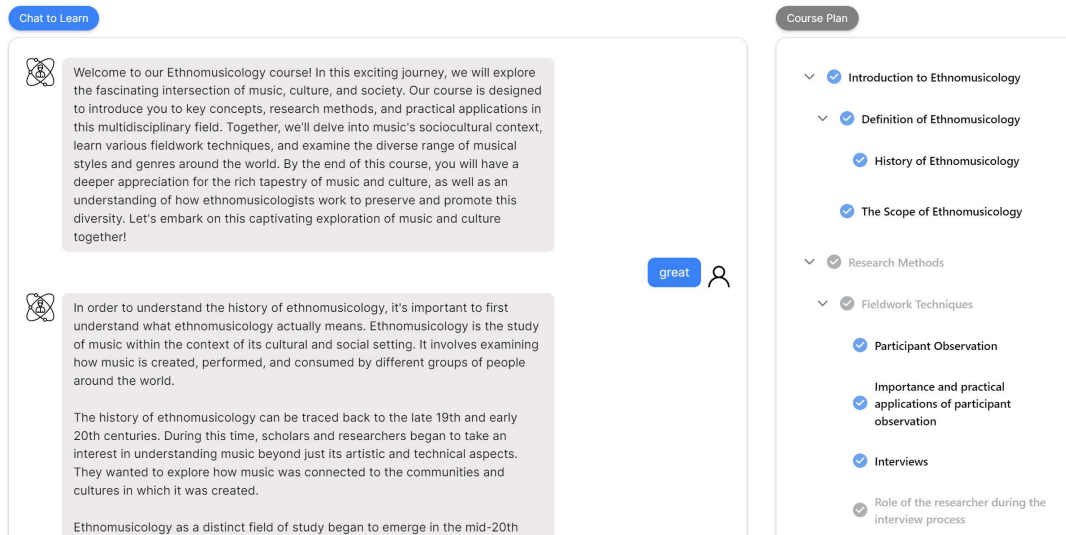 Chat to Learn
Welcome to our Ethnomusicology course! In this exciting journey, we will explore
the fascinating intersection of music, culture, and society. Our course is designed
to introduce you to key concepts, research methods, and practical applications in
this multidisciplinary field. Together, we'll delve into music's sociocultural context,
learn various fieldwork techniques, and examine the diverse range of musical
styles and genres around the world. By the end of this course, you will have a
deeper appreciation for the rich tapestry of music and culture, as well as an
understanding of how ethnomusicologists work to preserve and promote this
diversity. Let's embark on this captivating exploration of music and culture
together!
great
In order to understand the history of ethnomusicology, it's important to first
understand what ethnomusicology actually means. Ethnomusicology is the study
of music within the context of its cultural and social setting. It involves examining
how music is created, performed, and consumed by different groups of people
around the world.
The history of ethnomusicology can be traced back to the late 19th and early
20th centuries. During this time, scholars and researchers began to take an
interest in understanding music beyond just its artistic and technical aspects.
They wanted to explore how music was connected to the communities and
cultures in which it was created.
Ethnomusicology as a distinct field of study began to emerge in the mid-20th
Course Plan
Introduction to Ethnomusicology
Definition of Ethnomusicology
History of Ethnomusicology
The Scope of Ethnomusicology
Research Methods
Fieldwork Techniques
Participant Observation
Importance and practical
applications of participant
observation
Interviews
Role of the researcher during the
interview process